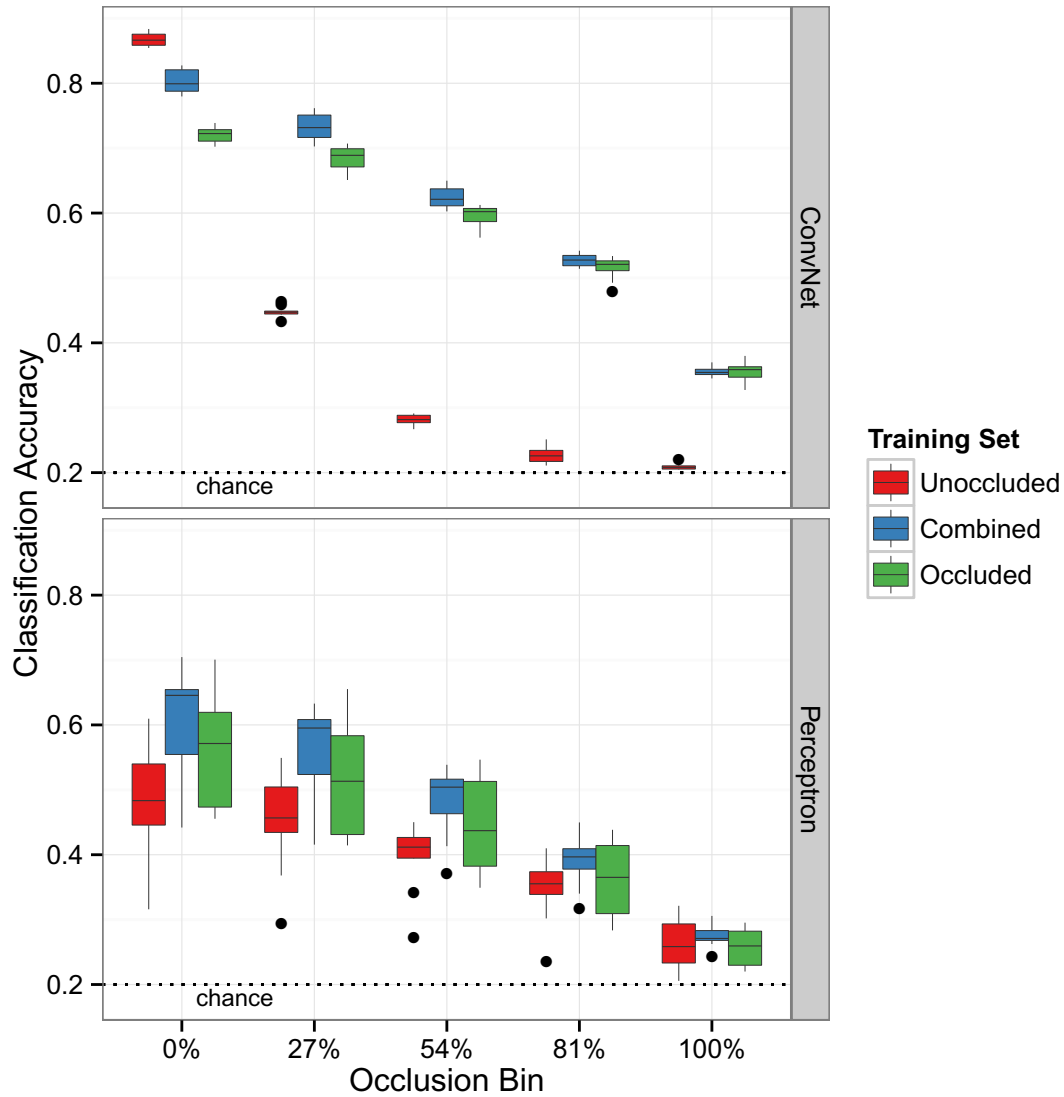 Classification Accuracy
0.8
0.6
0.4
0.2
chance
ConvNet
0.8
0.6
0.4
0.2
chance
Perceptron
0%
27%
54%
81%
100%
Occlusion Bin
Training Set
Unoccluded
Combined
Occluded